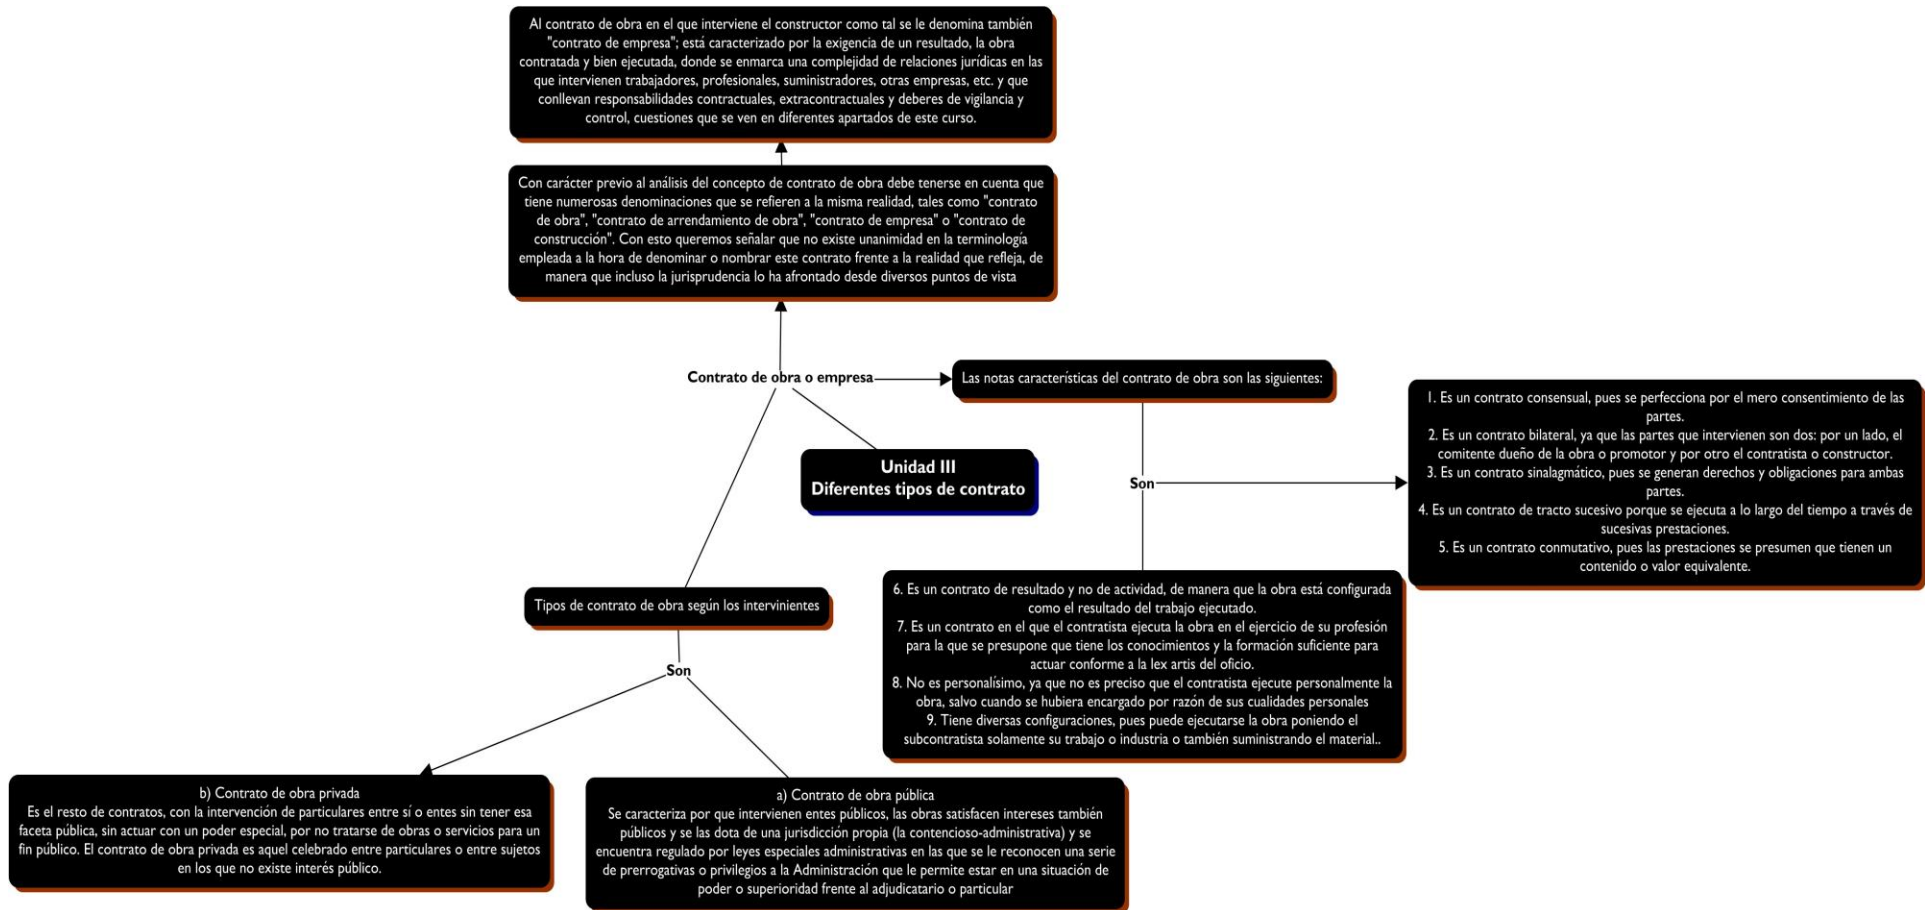 Al contrato de obra en el que interviene el constructor como tal se le denomina también
"contrato de empresa"; está caracterizado por la exigencia de un resultado, la obra
contratada y bien ejecutada, donde se enmarca una complejidad de relaciones jurídicas en las
que intervienen trabajadores, profesionales, suministradores, otras empresas, etc. y que
conllevan responsabilidades contractuales, extracontractuales y deberes de vigilancia y
control, cuestiones que se ven en diferentes apartados de este curso.
Con carácter previo al análisis del concepto de contrato de obra debe tenerse en cuenta que
tiene numerosas denominaciones que se refieren a la misma realidad, tales como "contrato
de obra", "contrato de arrendamiento de obra", "contrato de empresa" o "contrato de
construcción". Con esto queremos señalar que no existe unanimidad en la terminología
empleada a la hora de denominar o nombrar este contrato frente a la realidad que refleja, de
manera que incluso la jurisprudencia lo ha afrontado desde diversos puntos de vista
Contrato de obra o empresa
Las notas características del contrato de obra son las siguientes:
Unidad III
Diferentes tipos de contrato
Son
1. Es un contrato consensual, pues se perfecciona por el mero consentimiento de las
partes.
2. Es un contrato bilateral, ya que las partes que intervienen son dos: por un lado, el
comitente dueño de la obra o promotor y por otro el contratista o constructor.
3. Es un contrato sinalagmático, pues se generan derechos y obligaciones para ambas
partes.
4. Es un contrato de tracto sucesivo porque se ejecuta a lo largo del tiempo a través de
sucesivas prestaciones.
5. Es un contrato conmutativo, pues las prestaciones se presumen que tienen un
contenido o valor equivalente.
6. Es un contrato de resultado y no de actividad, de manera que la obra está configurada
como el resultado del trabajo ejecutado.
7. Es un contrato en el que el contratista ejecuta la obra en el ejercicio de su profesión
para la que se presupone que tiene los conocimientos y la formación suficiente para
actuar conforme a la lex artis del oficio.
8. No es personalísimo, ya que no es preciso que el contratista ejecute personalmente la
obra, salvo cuando se hubiera encargado por razón de sus cualidades personales
9. Tiene diversas configuraciones, pues puede ejecutarse la obra poniendo el
subcontratista solamente su trabajo o industria o también suministrando el material..
Tipos de contrato de obra según los intervinientes
Son
b) Contrato de obra privada
Es el resto de contratos, con la intervención de particulares entre sí o entes sin tener esa
faceta pública, sin actuar con un poder especial, por no tratarse de obras o servicios para un
fin público. El contrato de obra privada es aquel celebrado entre particulares o entre sujetos
en los que no existe interés público.
a) Contrato de obra pública
Se caracteriza por que intervienen entes públicos, las obras satisfacen intereses también
públicos y se las dota de una jurisdicción propia (la contencioso-administrativa) y se
encuentra regulado por leyes especiales administrativas en las que se le reconocen una serie
de prerrogativas o privilegios a la Administración que le permite estar en una situación de
poder o superioridad frente al adjudicatario o particular